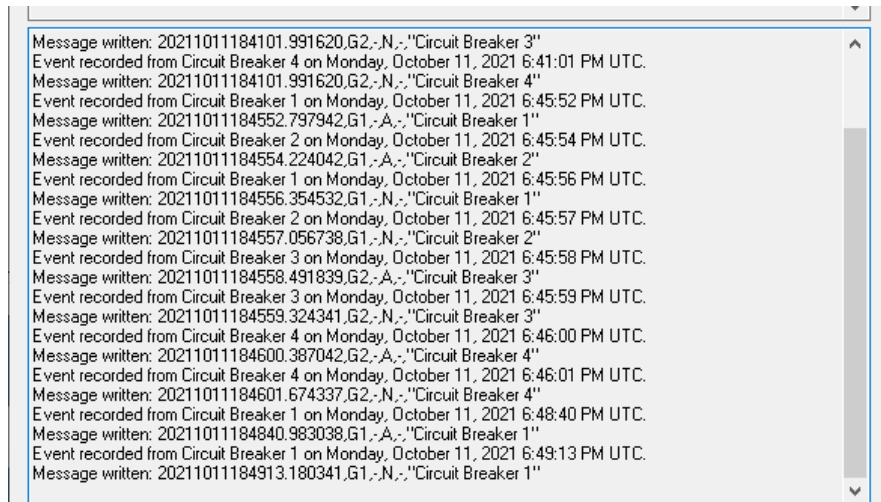 Message written: 20211011184101.991620,G2,-,N,-,"Circuit Breaker 3"
Event recorded from Circuit Breaker 4 on Monday, October 11, 2021 6:41:01 PM UTC.
Message written: 20211011184101.991620,G2,-,N,-,"Circuit Breaker 4"
Event recorded from Circuit Breaker 1 on Monday, October 11, 2021 6:45:52 PM UTC.
Message written: 20211011184552.797942,G1,-,A,-,"Circuit Breaker 1"
Event recorded from Circuit Breaker 2 on Monday, October 11, 2021 6:45:54 PM UTC.
Message written: 20211011184554.224042,G1,-,A,-,"Circuit Breaker 2"
Event recorded from Circuit Breaker 1 on Monday, October 11, 2021 6:45:56 PM UTC.
Message written: 20211011184556.354532,G1,-,N,-,"Circuit Breaker 1"
Event recorded from Circuit Breaker 2 on Monday, October 11, 2021 6:45:57 PM UTC.
Message written: 20211011184557.056738,G1,-,N,-,"Circuit Breaker 2"
Event recorded from Circuit Breaker 3 on Monday, October 11, 2021 6:45:58 PM UTC.
Message written: 20211011184558.491839,G2,-,A,-,"Circuit Breaker 3"
Event recorded from Circuit Breaker 3 on Monday, October 11, 2021 6:45:59 PM UTC.
Message written: 20211011184559.324341,G2,-,N,-,"Circuit Breaker 3"
Event recorded from Circuit Breaker 4 on Monday, October 11, 2021 6:46:00 PM UTC.
Message written: 20211011184600.387042,G2,-,A,-,"Circuit Breaker 4"
Event recorded from Circuit Breaker 4 on Monday, October 11, 2021 6:46:01 PM UTC.
Message written: 20211011184601.674337,G2,-,N,-,"Circuit Breaker 4"
Event recorded from Circuit Breaker 1 on Monday, October 11, 2021 6:48:40 PM UTC.
Message written: 20211011184840.983038,G1,-,A,-,"Circuit Breaker 1"
Event recorded from Circuit Breaker 1 on Monday, October 11, 2021 6:49:13 PM UTC.
Message written: 20211011184913.180341,G1,-,N,-,"Circuit Breaker 1"